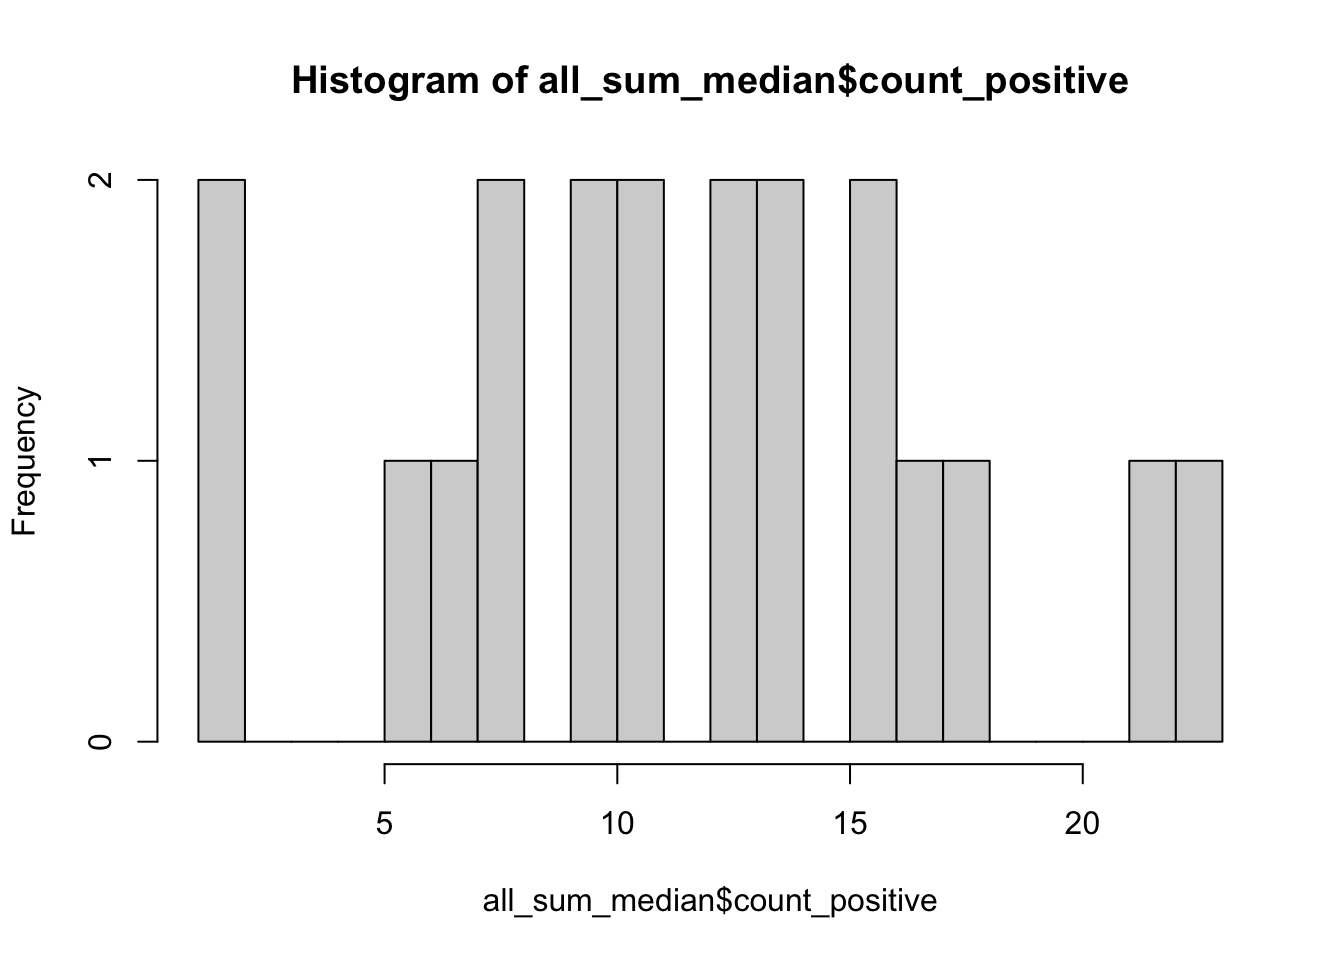 Histogram of all_sum_median$count_positive
2
1
0
Frequency
5 10 15 20
all_sum_median$count_positive